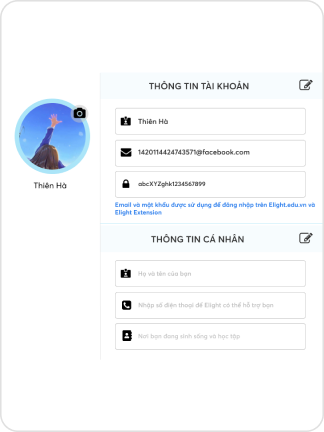 THÔNG TIN TÀI KHOẢN
Thiên Hà
1420114424743571@facebook.com
Thiên Hà
abcXYZghk1234567899
Email và mật khẩu được sử dụng để đăng nhập trên Elight.edu.vn và
Elight Extension
THÔNG TIN CÁ NHÂN
Họ và tên của bạn
Nhập số điện thoại để Elight có thể hỗ trợ bạn
Nơi bạn đang sinh sống và học tập